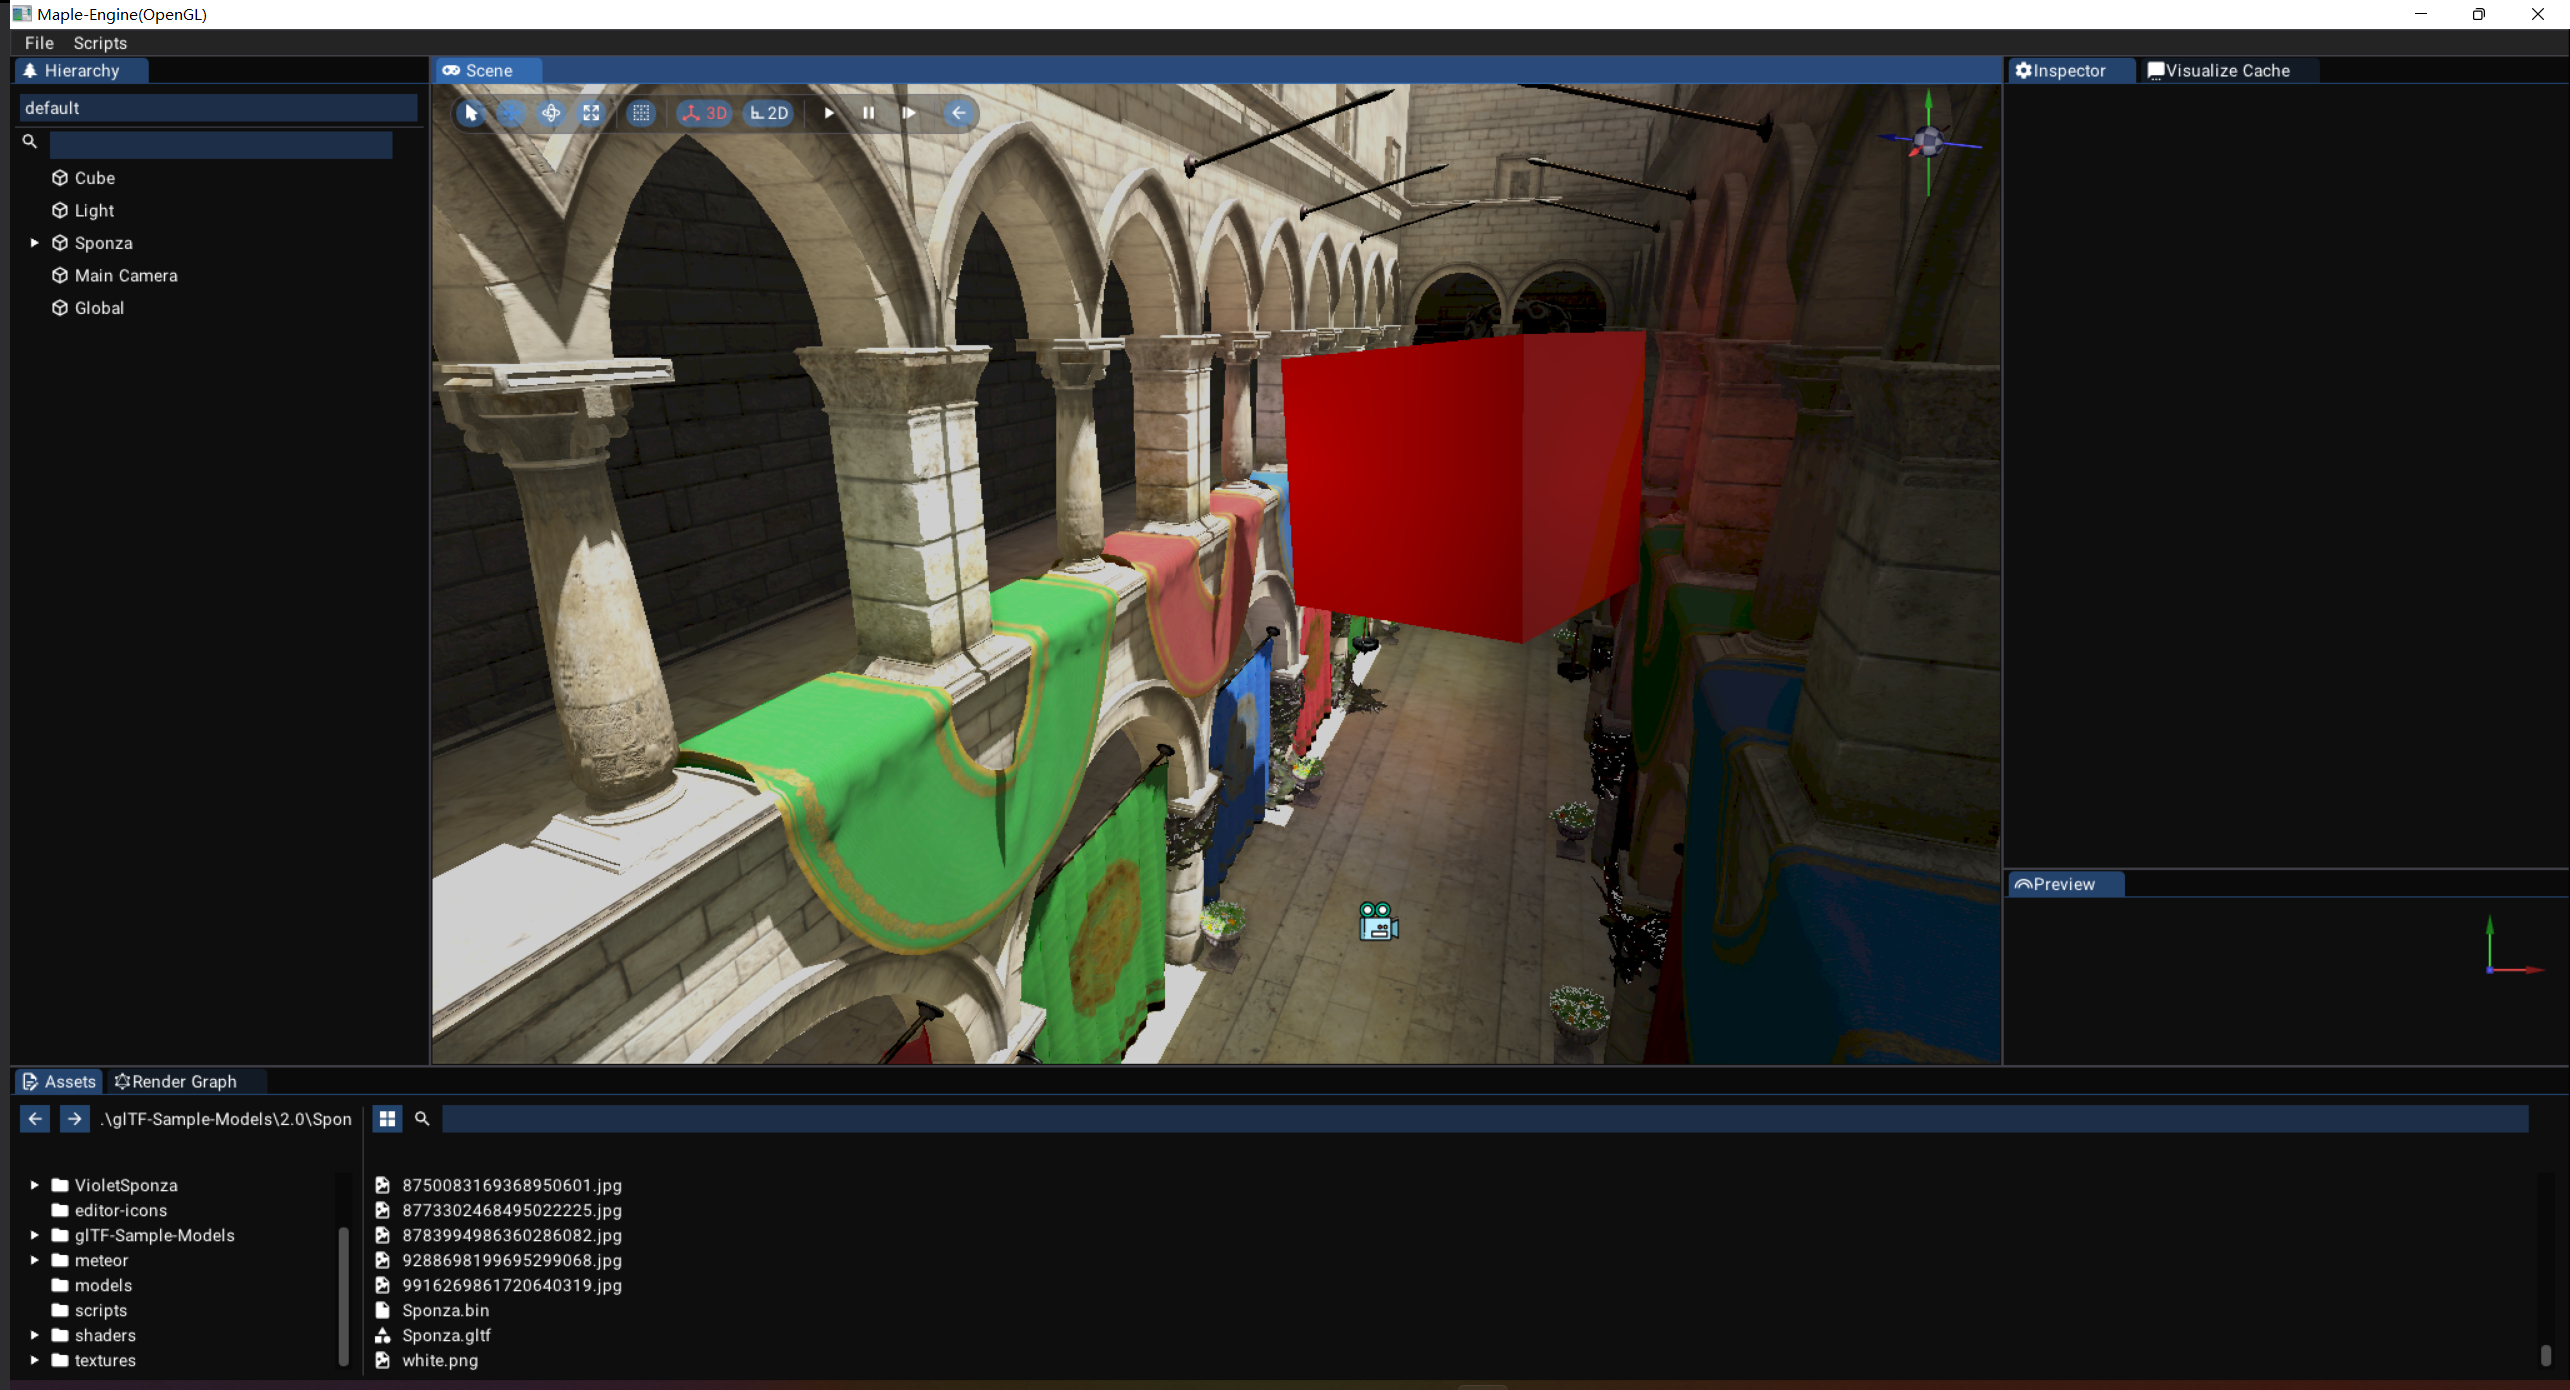 Maple-Engine(OpenGL)
File Scripts
Hierarchy
default
Cube
Light
Sponza
Main Camera
Global
Scene
3D 2D
Inspector Visualize Cache
Preview
Assets Render Graph
.\glTF-Sample-Models\2.0\Spon
VioletSponza
editor-icons
glTF-Sample-Models
meteor
models
scripts
shaders
textures
8750083169368950601.jpg
8773302468495022225.jpg
8783994986360286082.jpg
9288698199695299068.jpg
9916269861720640319.jpg
Sponza.bin
Sponza.gltf
white.png